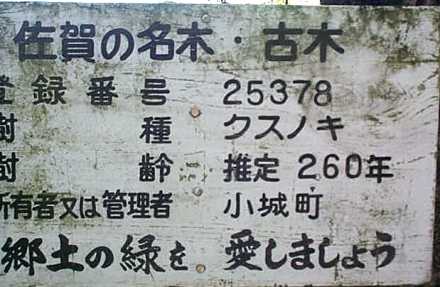 佐賀の名木・古木
登録番号 25378
樹種 クスノキ
樹齢 推定260年
所有者又は管理者 小城町
郷土の緑を愛しましょう